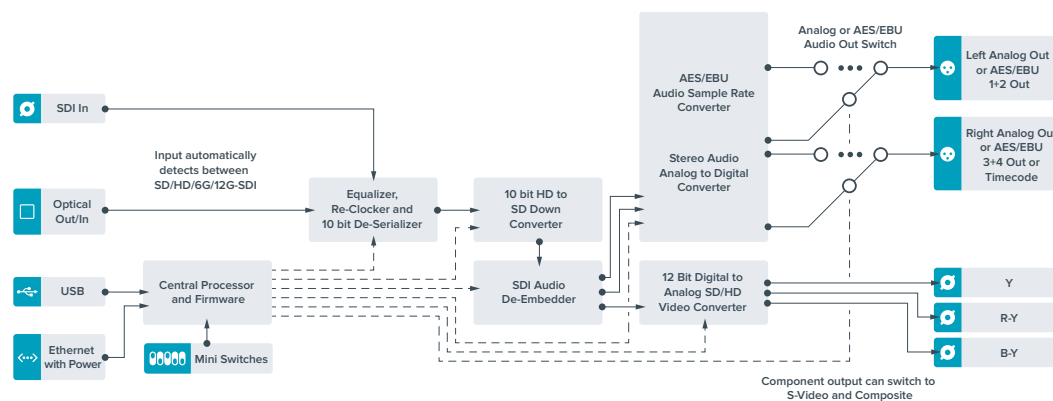 Analog or AES/EBU
Audio Out Switch
Left Analog Out
or AES/EBU
1+2 Out
AES/EBU
Audio Sample Rate
Converter
SDI In
Right Analog Ou
or AES/EBU
3+4 Out or
Timecode
Input automatically
detects between
SD/HD/6G/12G-SDI
Stereo Audio
Analog to Digital
Converter
Optical
Out/In
Equalizer,
Re-Clocker and
10 bit De-Serializer
10 bit HD to
SD Down
Converter
USB
Central Processor
and Firmware
SDI Audio
De-Embedder
12 Bit Digital to
Analog SD/HD
Video Converter
Y
R-Y
B-Y
Ethernet
with Power
Mini Switches
Component output can switch to
S-Video and Composite